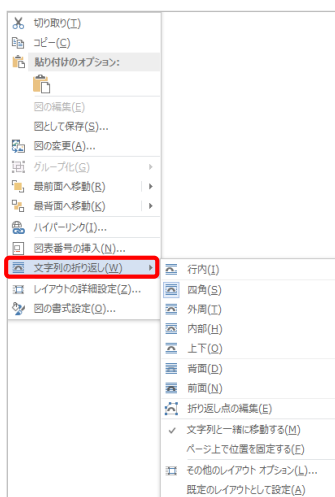 切り取り(T)
コピー(C)
貼り付けのオプション:
図の編集(E)
図として保存(S)...
図の変更(A)...
グループ化(G)
最前面へ移動(R)
最背面へ移動(K)
ハイパーリンク(I)...
図表番号の挿入(N)...
文字列の折り返し(W)
レイアウトの詳細設定(Z)...
図の書式設定(O)...
行内(I)
四角(S)
外周(T)
内部(H)
上下(O)
背面(D)
前面(N)
折り返し点の編集(E)
文字列と一緒に移動する(M)
ページ上で位置を固定する(F)
その他のレイアウト オプション(L)...
既定のレイアウトとして設定(A)